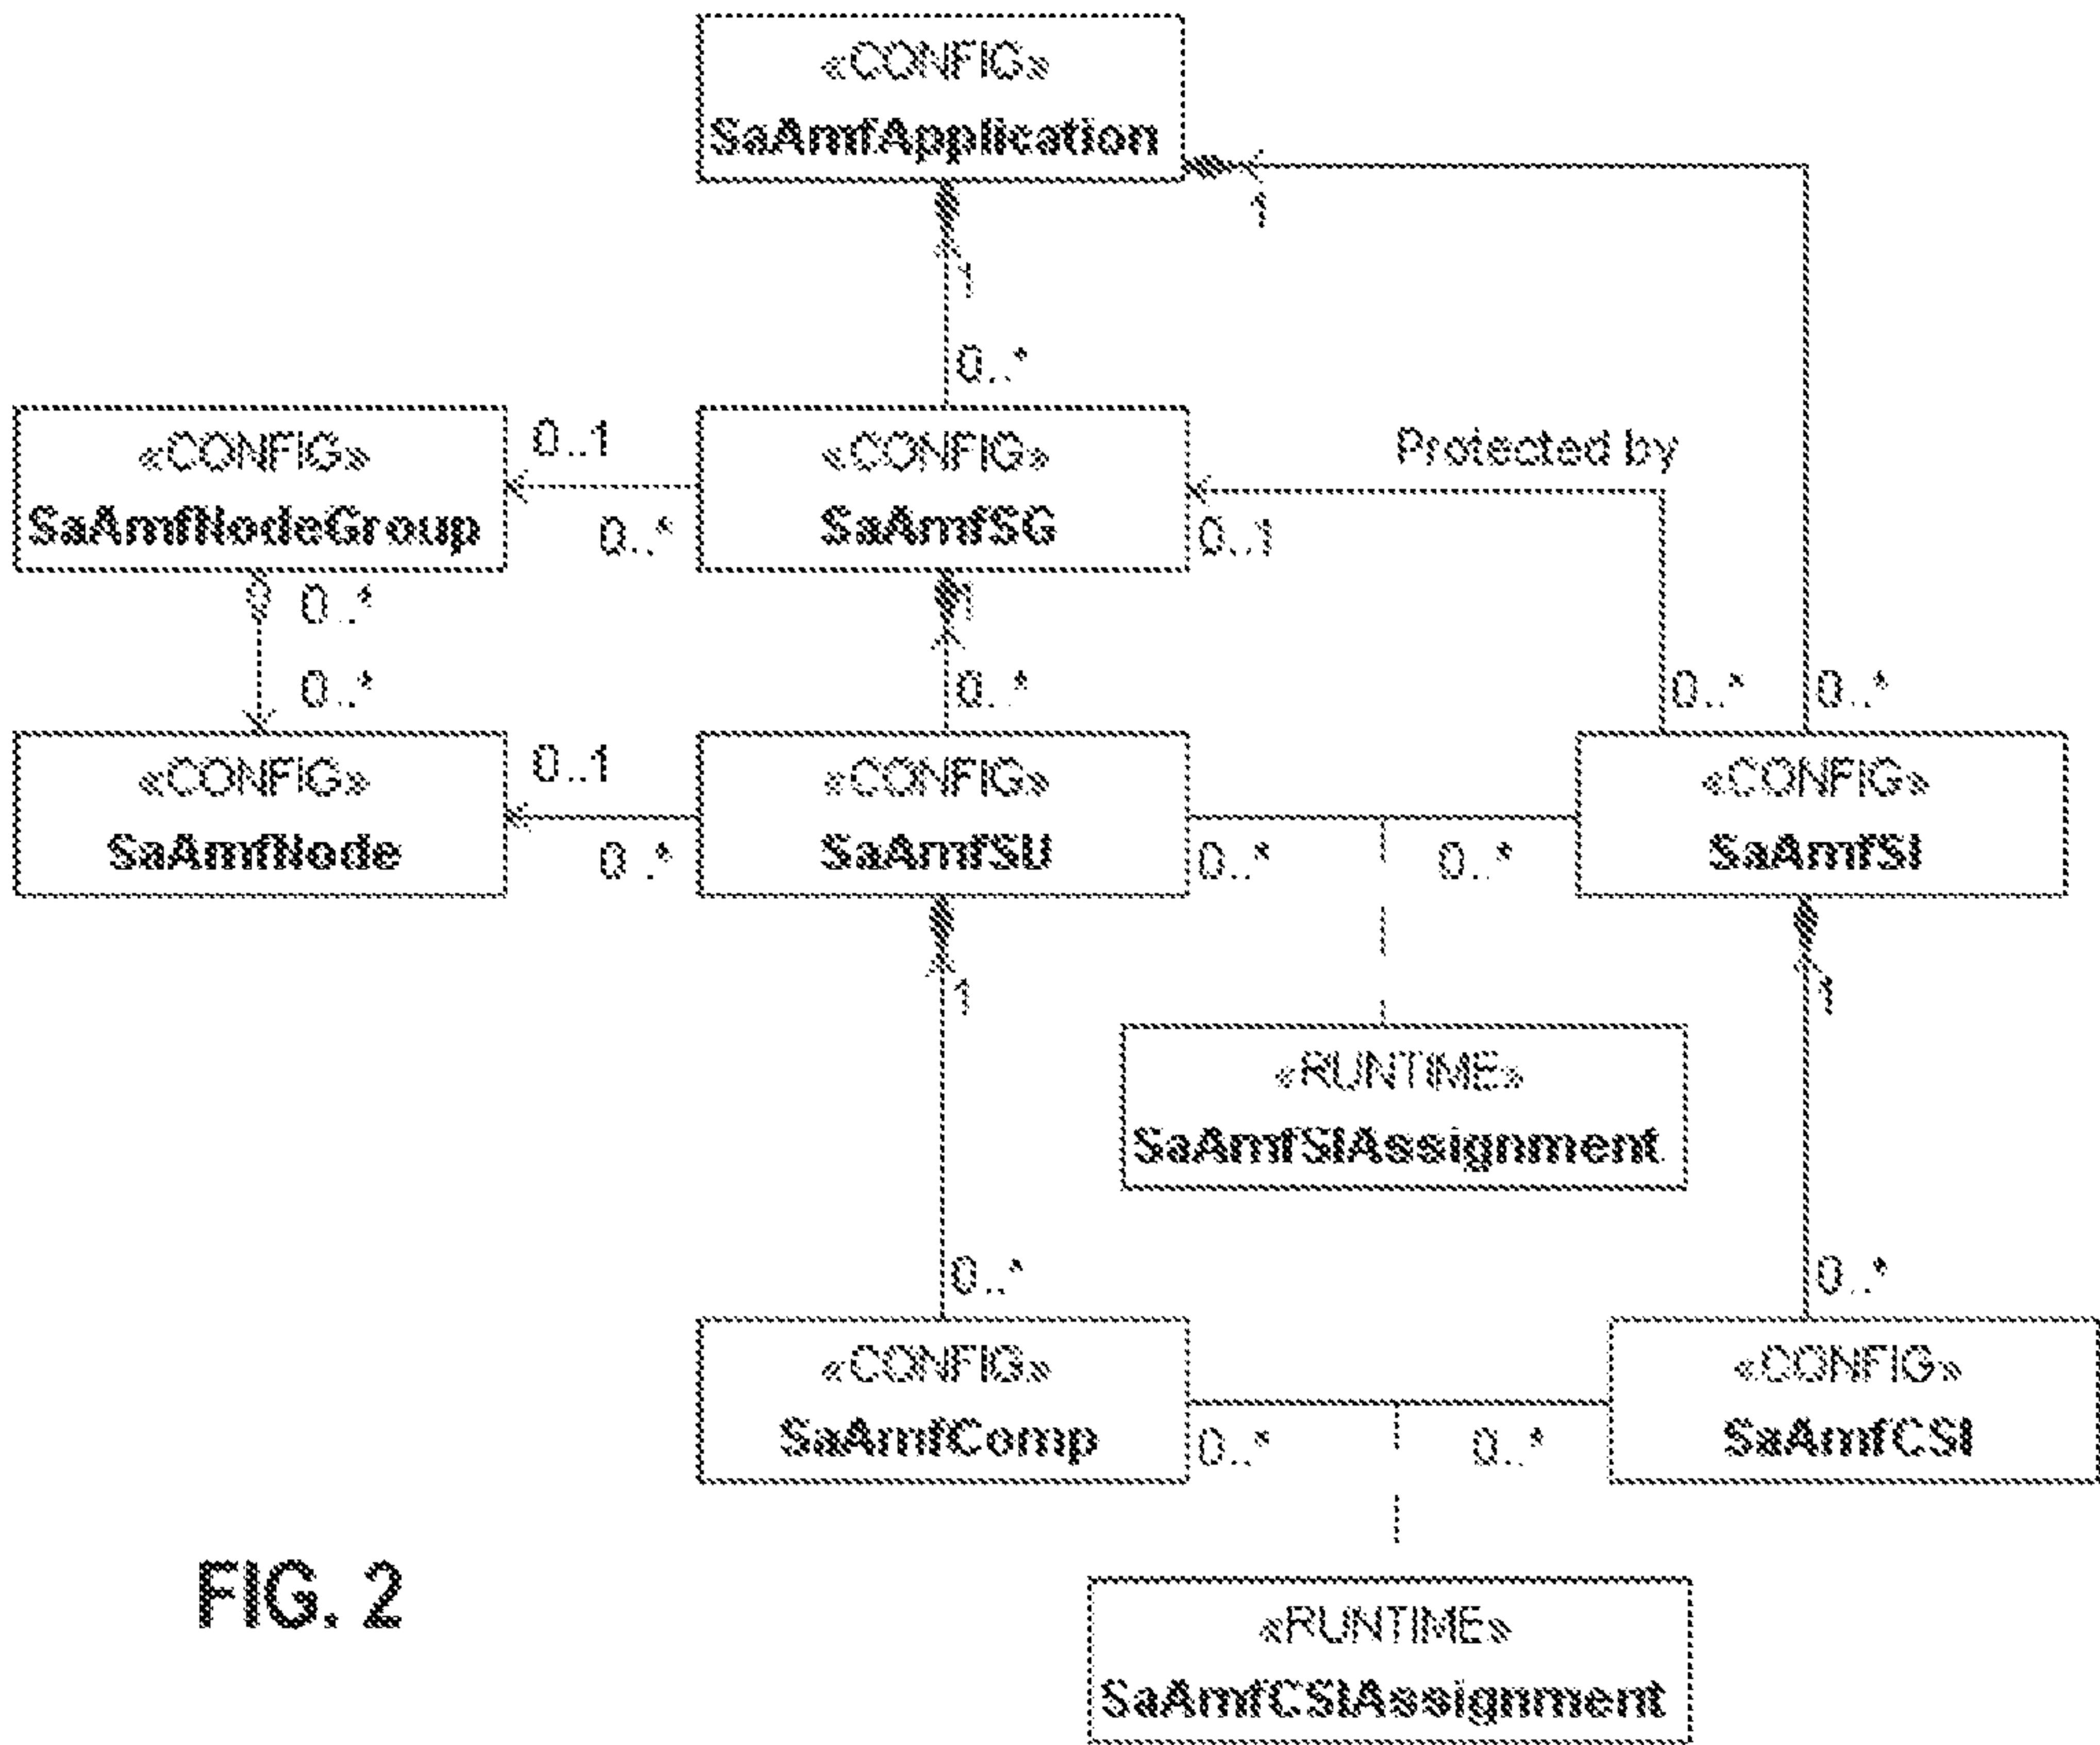 «CONFIG»
SaAmfApplication
1
1
0..*
«CONFIG»
SaAmfNodeGroup
0..1
0..*
«CONFIG»
SaAmfSG
Protected by
0..1
0..*
1
0..*
0..*
0..*
0..*
«CONFIG»
SaAmfNode
0..1
0..*
«CONFIG»
SaAmfSU
0..*
0..*
«CONFIG»
SaAmfSI
1
1
«RUNTIME»
SaAmfSIAssignment
0..*
0..*
«CONFIG»
SaAmfComp
0..*
0..*
«CONFIG»
SaAmfCSI
FIG. 2
«RUNTIME»
SaAmfCSIAssignment